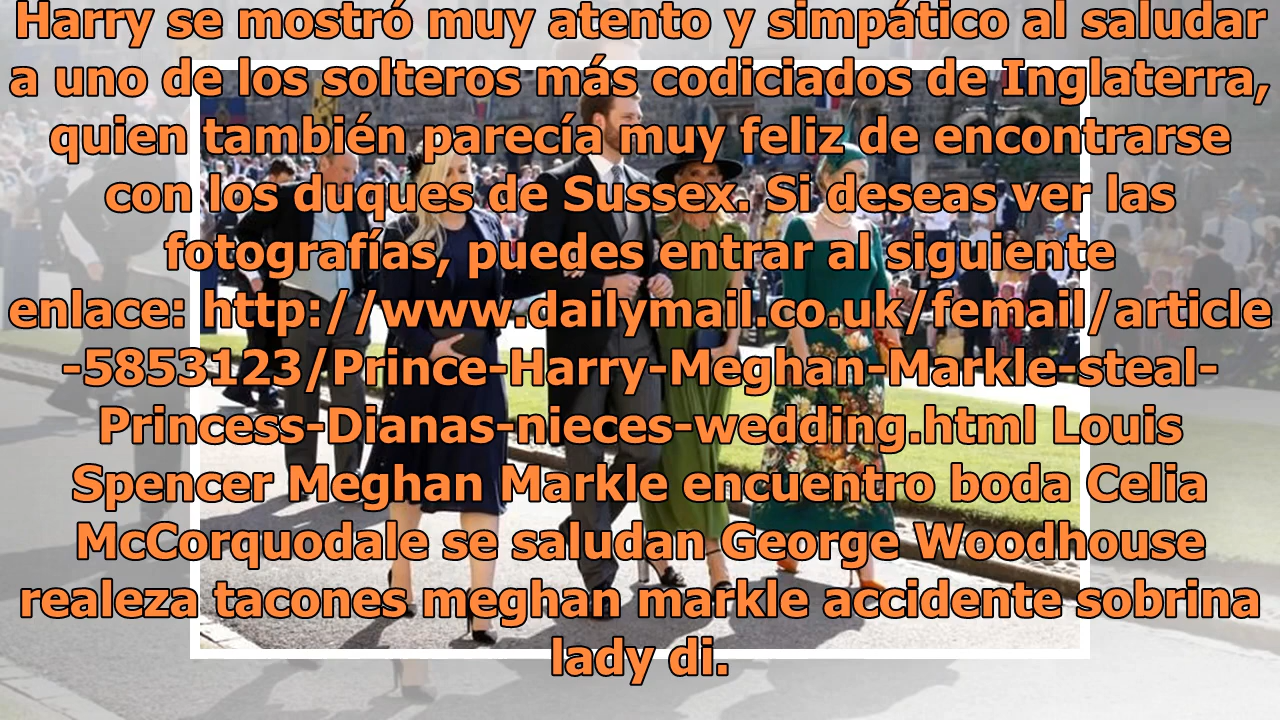 Harry se mostró muy atento y simpático al saludar
a uno de los solteros más codiciados de Inglaterra,
quien también parecía muy feliz de encontrarse
con los duques de Sussex. Si deseas ver las
fotografías, puedes entrar al siguiente
enlace: http://www.dailymail.co.uk/femail/article
-5853123/Prince-Harry-Meghan-Markle-steal-
Princess-Dianas-nieces-wedding.html Louis
Spencer Meghan Markle encuentro boda Celia
McCorquodale se saludan George Woodhouse
realeza tacones meghan markle accidente sobrina
lady di.